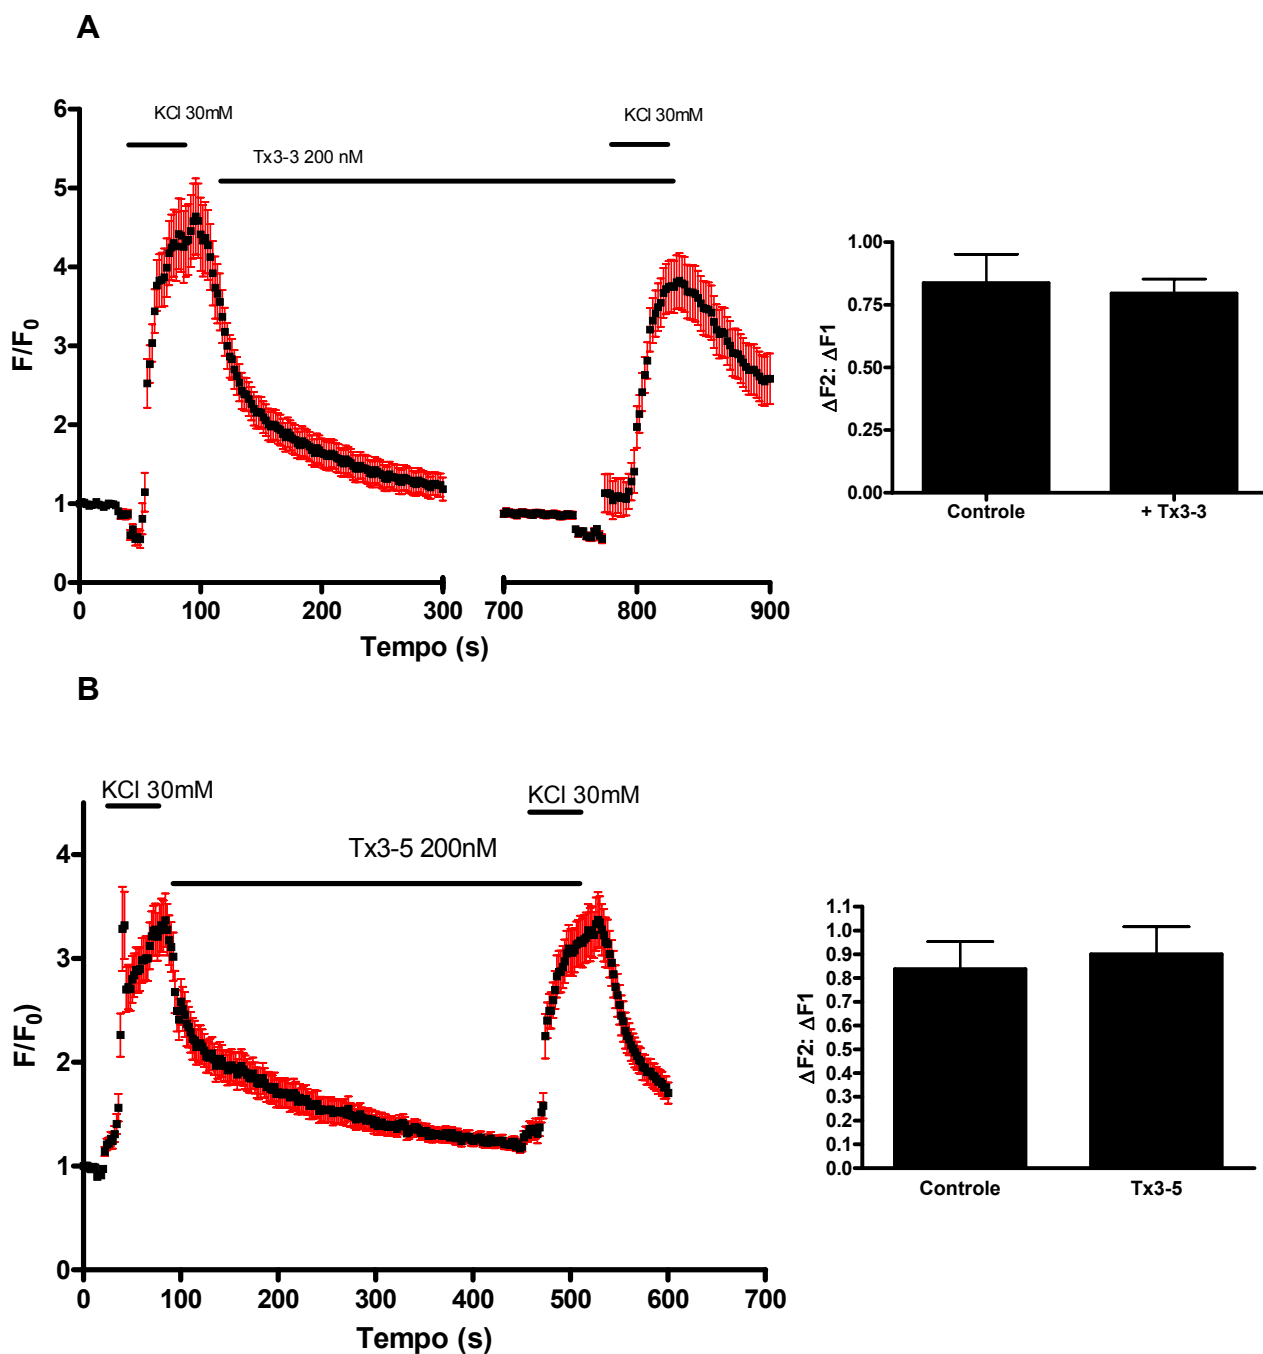 A
KCl 30mM
KCl 30mM
Tx3-3 200 nM
6
5
4
3
2
1
0
F/F0
0 100 200 300 700 800 900
Tempo (s)
1.00
0.75
0.50
0.25
0.00
ΔF2: ΔF1
Controle + Tx3-3
B
KCl 30mM
KCl 30mM
Tx3-5 200nM
4
3
2
1
0
F/F0)
0 100 200 300 400 500 600 700
Tempo (s)
1.1
1.0
0.9
0.8
0.7
0.6
0.5
0.4
0.3
0.2
0.1
0.0
ΔF2: ΔF1
Controle Tx3-5